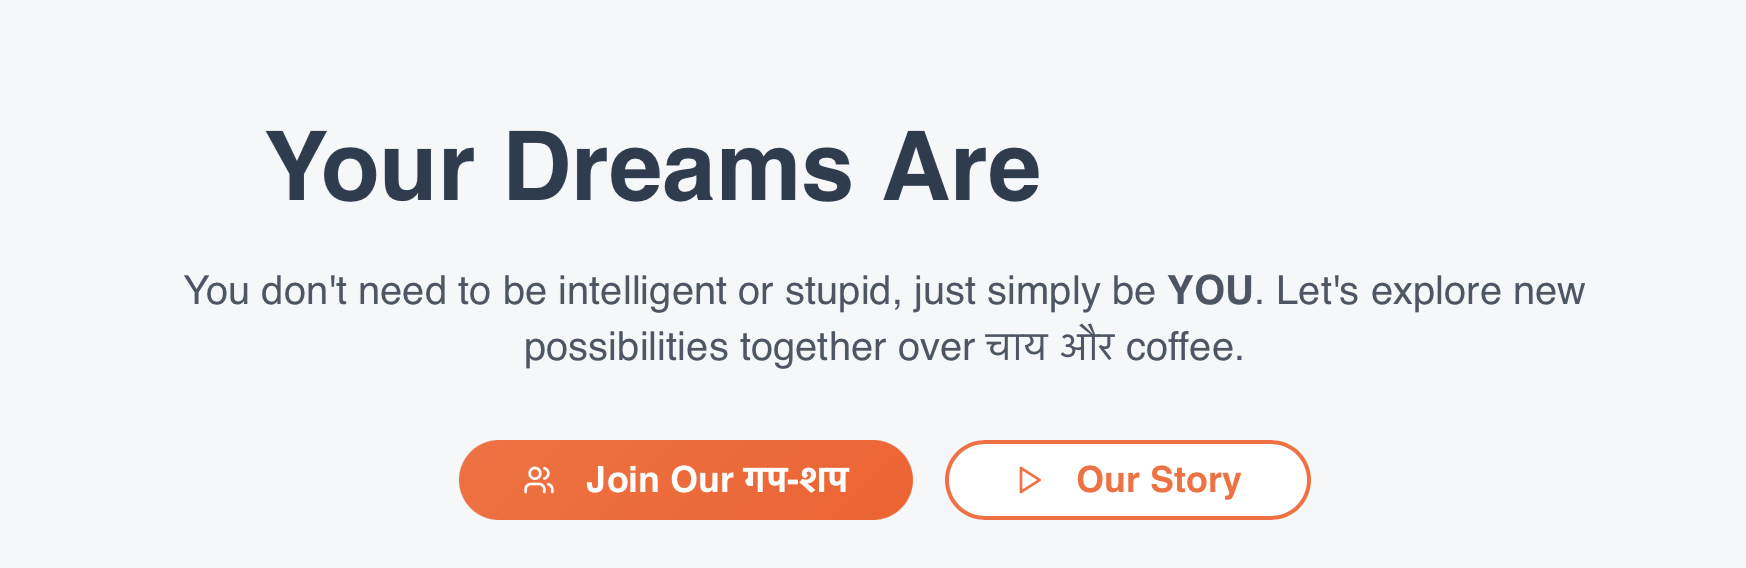 Your Dreams Are
You don't need to be intelligent or stupid, just simply be YOU. Let's explore new
possibilities together over चाय और coffee.
Join Our गप-शप
Our Story